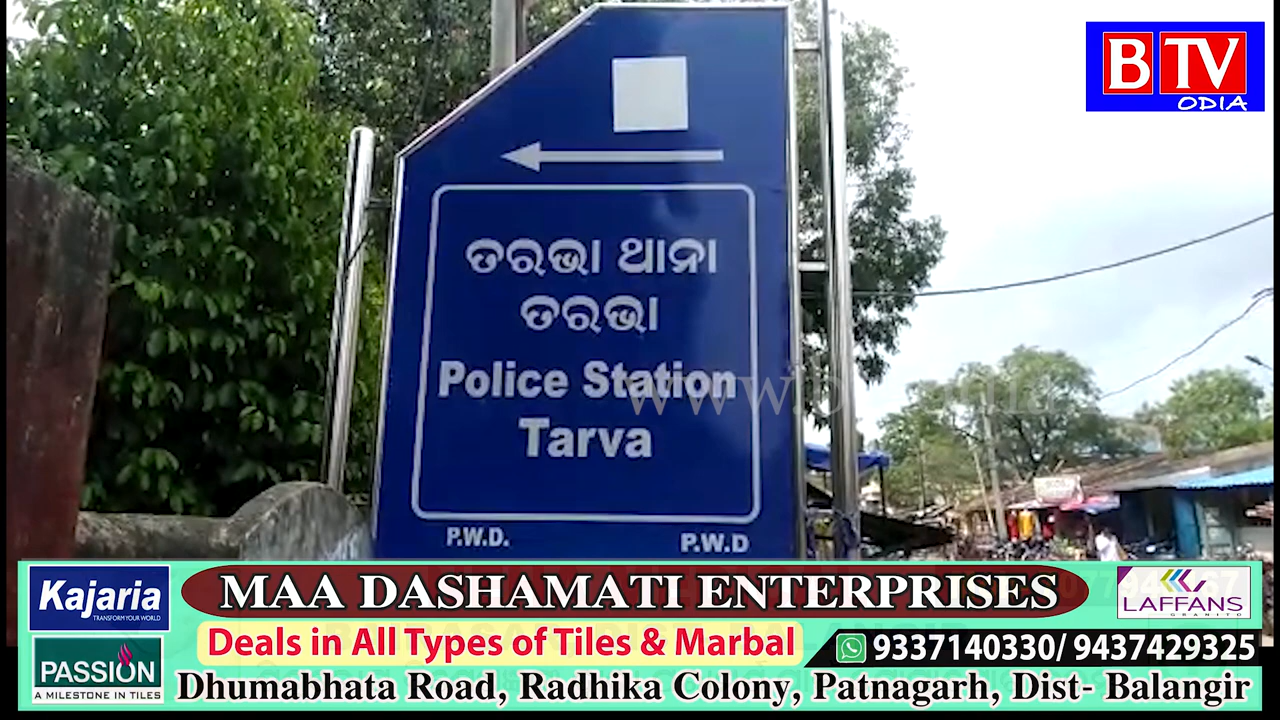 BTV
ODIA
ତରଭା ଥାନା
ତରଭା
Police Station
Tarva
P.W.D. P.W.D
Kajaria
TRANSFORM YOUR WORLD
MAA DASHAMATI ENTERPRISES
LAFFANS
GRANITO
Deals in All Types of Tiles & Marbal
9337140330/ 9437429325
PASSION
A MILESTONE IN TILES
Dhumabhata Road, Radhika Colony, Patnagarh, Dist- Balangir